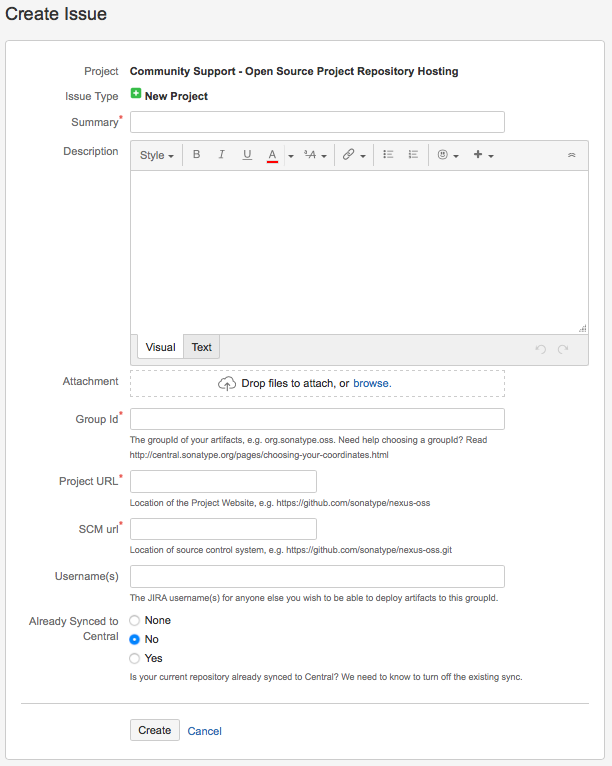 Create Issue
Project Community Support - Open Source Project Repository Hosting
Issue Type New Project
Summary*
Description
Style B I U A ᵃA
Visual Text
Attachment Drop files to attach, or browse.
Group Id*
The groupId of your artifacts, e.g. org.sonatype.oss. Need help choosing a groupId? Read
http://central.sonatype.org/pages/choosing-your-coordinates.html
Project URL*
Location of the Project Website, e.g. https://github.com/sonatype/nexus-oss
SCM url*
Location of source control system, e.g. https://github.com/sonatype/nexus-oss.git
Username(s)
The JIRA username(s) for anyone else you wish to be able to deploy artifacts to this groupId.
Already Synced to
Central
None
No
Yes
Is your current repository already synced to Central? We need to know to turn off the existing sync.
Create Cancel